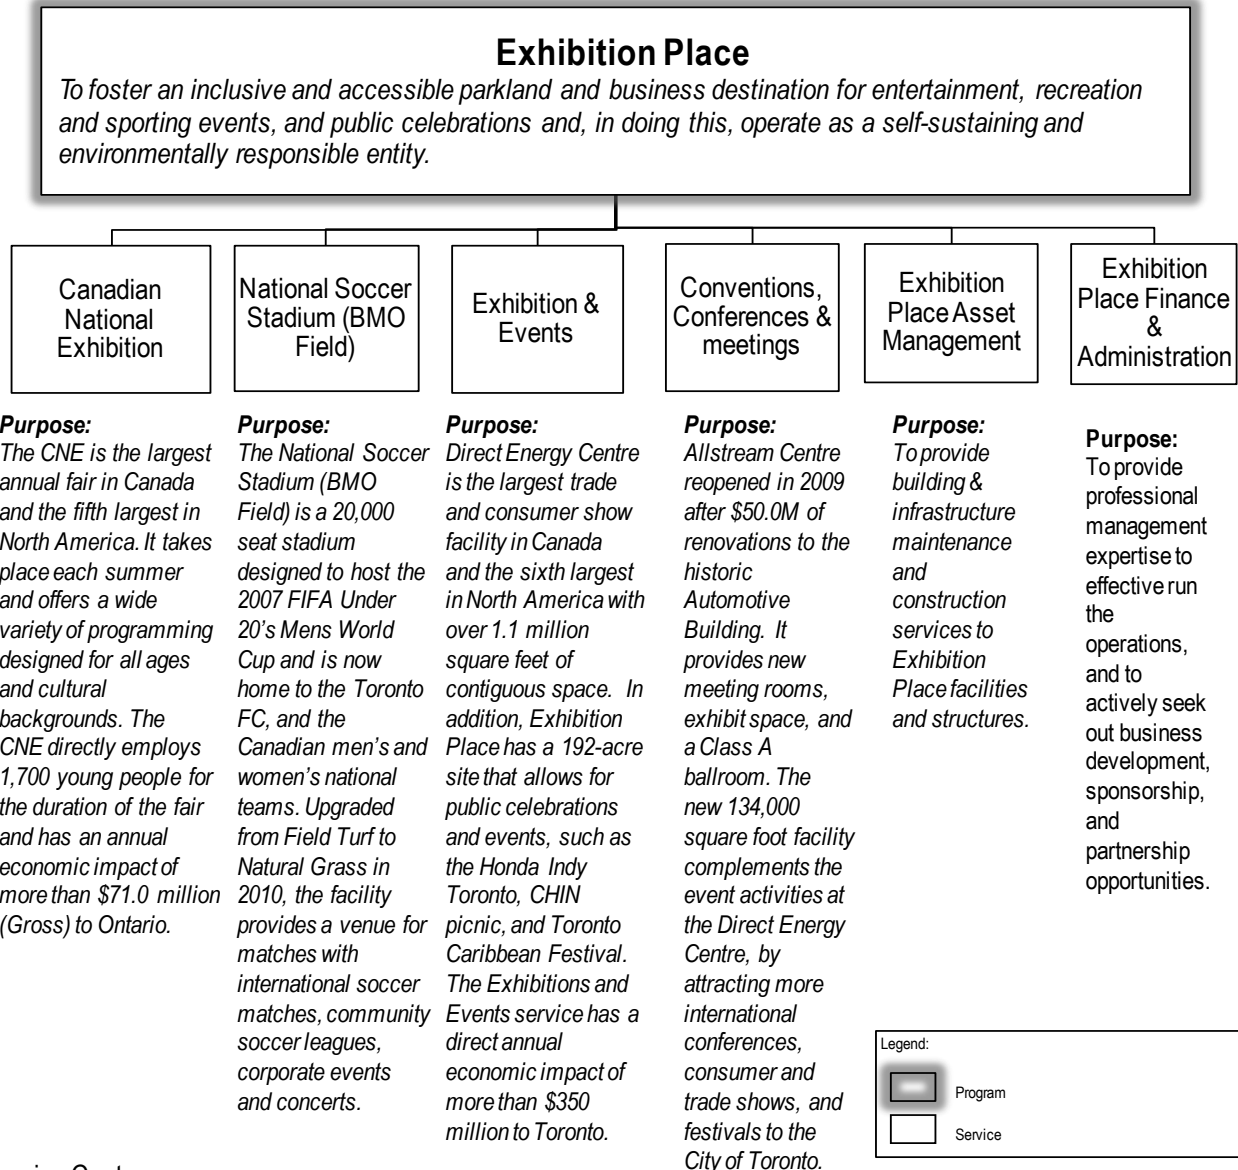 Exhibition Place
To foster an inclusive and accessible parkland and business destination for entertainment, recreation
and sporting events, and public celebrations and, in doing this, operate as a self-sustaining and
environmentally responsible entity.
Canadian
National
Exhibition
National Soccer
Stadium (BMO
Field)
Exhibition &
Events
Conventions,
Conferences &
meetings
Exhibition
Place Asset
Management
Exhibition
Place Finance
&
Administration
Purpose:
The CNE is the largest
annual fair in Canada
and the fifth largest in
North America. It takes
place each summer
and offers a wide
variety of programming
designed for all ages
and cultural
backgrounds. The
CNE directly employs
1,700 young people for
the duration of the fair
and has an annual
economic impact of
more than $71.0 million
(Gross) to Ontario.
Purpose:
The National Soccer
Stadium (BMO
Field) is a 20,000
seat stadium
designed to host the
2007 FIFA Under
20's Mens World
Cup and is now
home to the Toronto
FC, and the
Canadian men's and
women's national
teams. Upgraded
from Field Turf to
Natural Grass in
2010, the facility
provides a venue for
matches with
international soccer
matches, community
soccer leagues,
corporate events
and concerts.
Purpose:
Direct Energy Centre
is the largest trade
and consumer show
facility in Canada
and the sixth largest
in North America with
over 1.1 million
square feet of
contiguous space. In
addition, Exhibition
Place has a 192-acre
site that allows for
public celebrations
and events, such as
the Honda Indy
Toronto, CHIN
picnic, and Toronto
Caribbean Festival.
The Exhibitions and
Events service has a
direct annual
economic impact of
more than $350
million to Toronto.
Purpose:
Allstream Centre
reopened in 2009
after $50.0M of
renovations to the
historic
Automotive
Building. It
provides new
meeting rooms,
exhibit space, and
a Class A
ballroom. The
new 134,000
square foot facility
complements the
event activities at
the Direct Energy
Centre, by
attracting more
international
conferences,
consumer and
trade shows, and
festivals to the
City of Toronto.
Purpose:
To provide
building &
infrastructure
maintenance
and
construction
services to
Exhibition
Place facilities
and structures.
Purpose:
To provide
professional
management
expertise to
effective run
the
operations,
and to
actively seek
out business
development,
sponsorship,
and
partnership
opportunities.
Legend:
Program
Service